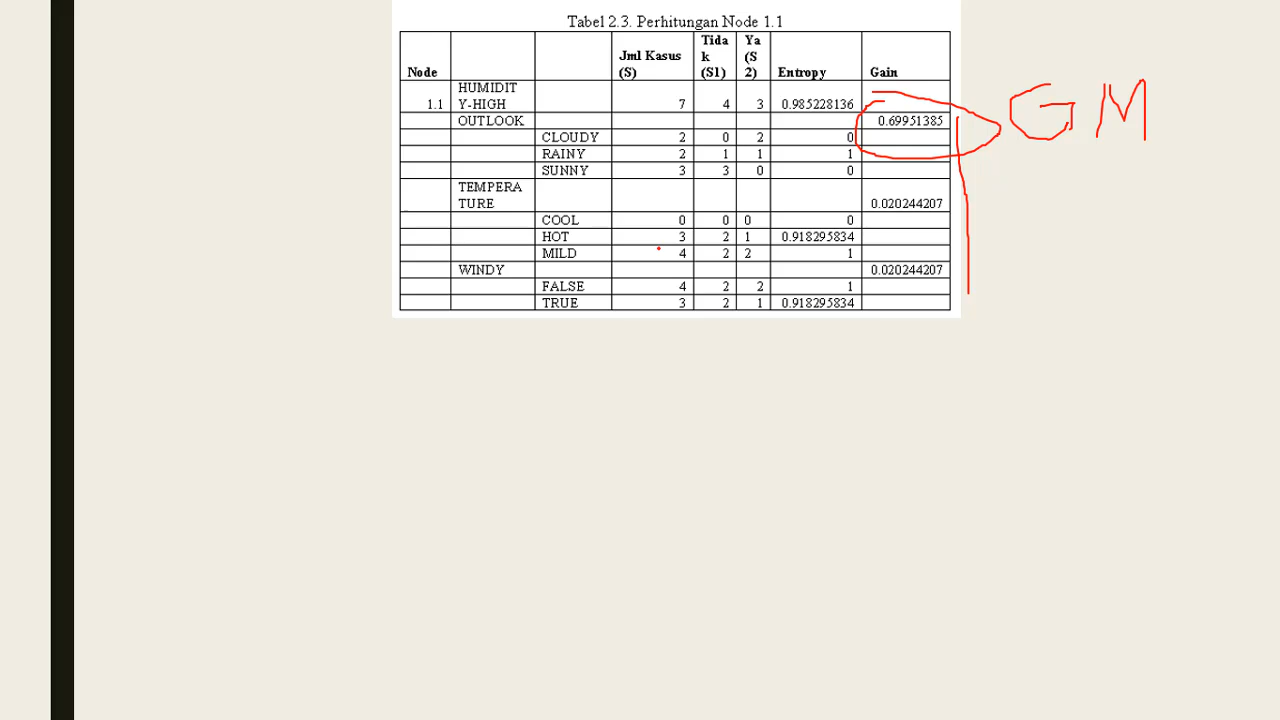 Tabel 2.3. Perhitungan Node 1.1
Node Jml Kasus (S) Tidak (S1) Ya (S2) Entropy Gain
1.1 HUMIDITY-HIGH 7 4 3 0.985228136
OUTLOOK 0.69951385
CLOUDY 2 0 2 0
RAINY 2 1 1 1
SUNNY 3 3 0 0
TEMPERATURE 0.020244207
COOL 0 0 0 0
HOT 3 2 1 0.918295834
MILD 4 2 2 1
WINDY 0.020244207
FALSE 4 2 2 1
TRUE 3 2 1 0.918295834
GM